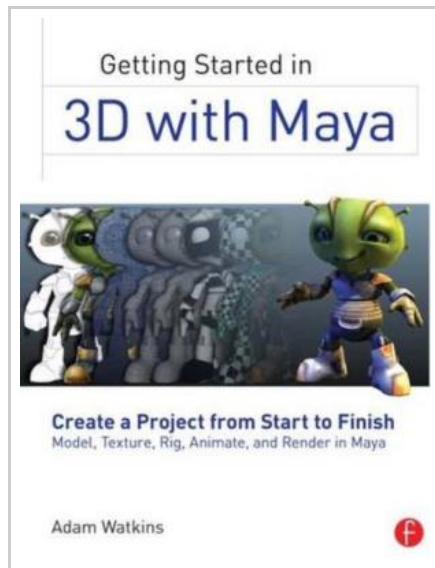 Getting Started in
3D with Maya
Create a Project from Start to Finish
Model, Texture, Rig, Animate, and Render in Maya
Adam Watkins
f